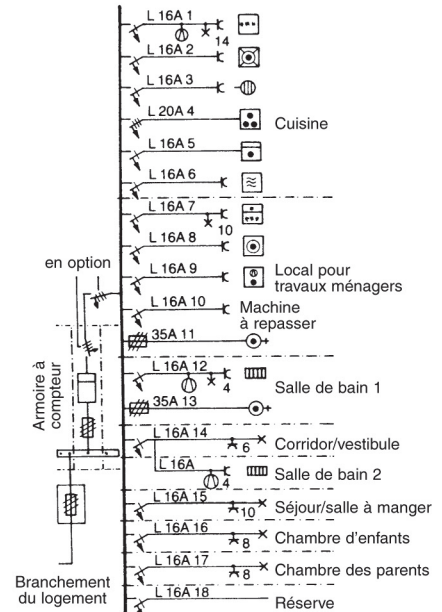 L 16A 1
14
L 16A 2
L 16A 3
L 20A 4
Cuisine
L 16A 5
L 16A 6
L 16A 7
10
L 16A 8
L 16A 9
Local pour
travaux ménagers
en option
L 16A 10
Machine
à repasser
35A 11
Armoire à
compteur
L 16A 12
4
Salle de bain 1
35A 13
L 16A 14
6
Corridor/vestibule
L 16A
4
Salle de bain 2
L 16A 15
10
Séjour/salle à manger
L 16A 16
8
Chambre d'enfants
L 16A 17
8
Chambre des parents
Branchement
du logement
L 16A 18
Réserve